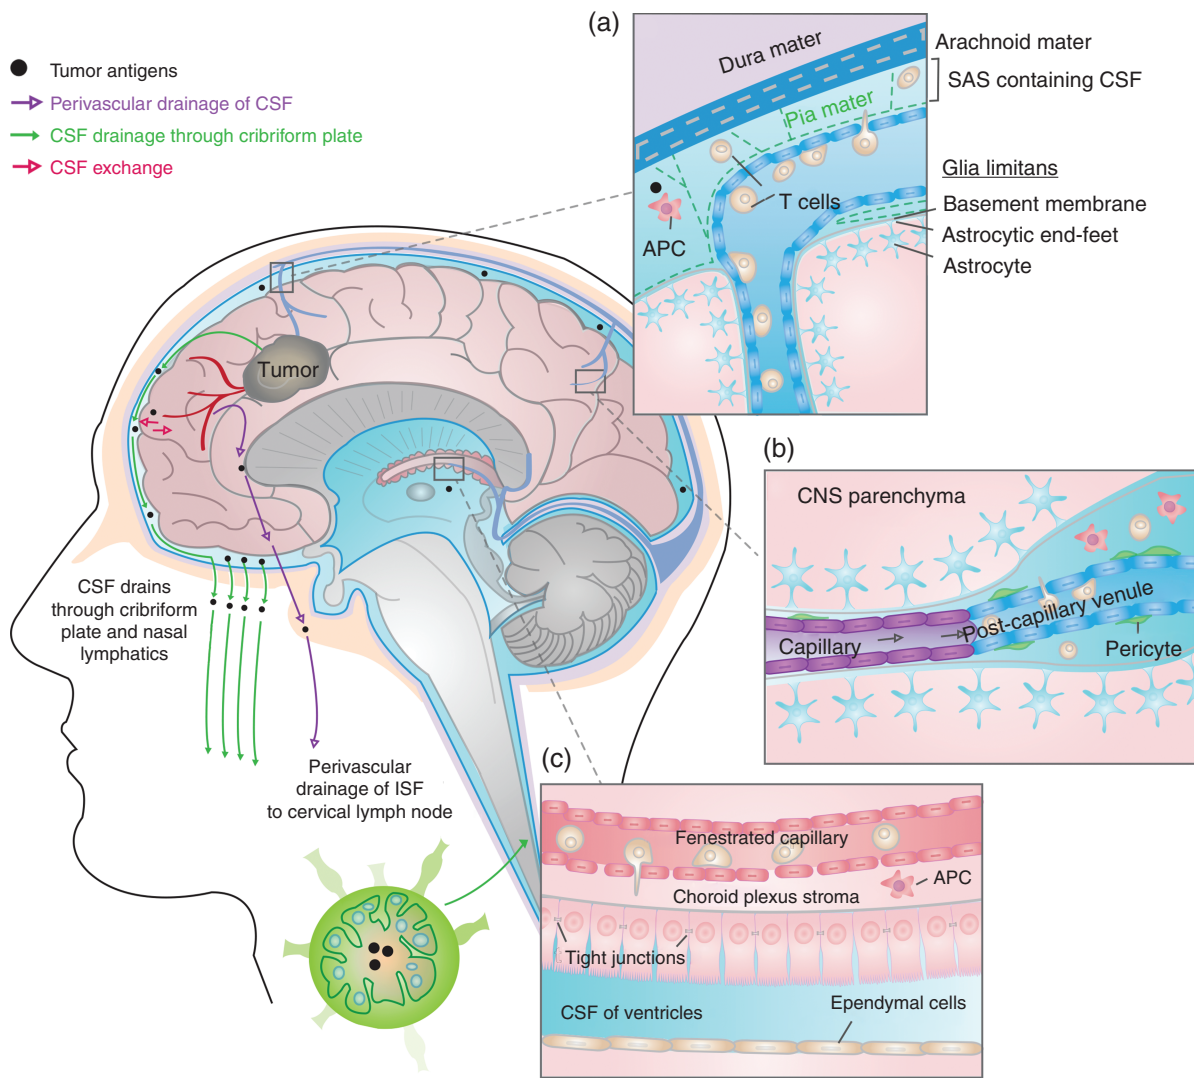 Tumor antigens
Perivascular drainage of CSF
CSF drainage through cribriform plate
CSF exchange
Tumor
CSF drains
through cribriform
plate and nasal
lymphatics
Perivascular
drainage of ISF
to cervical lymph node
(a)
Dura mater
Arachnoid mater
SAS containing CSF
Pia mater
T cells
APC
Glia limitans
Basement membrane
Astrocytic end-feet
Astrocyte
(b)
CNS parenchyma
Post-capillary venule
Capillary
Pericyte
(c)
Fenestrated capillary
APC
Choroid plexus stroma
Tight junctions
CSF of ventricles
Ependymal cells